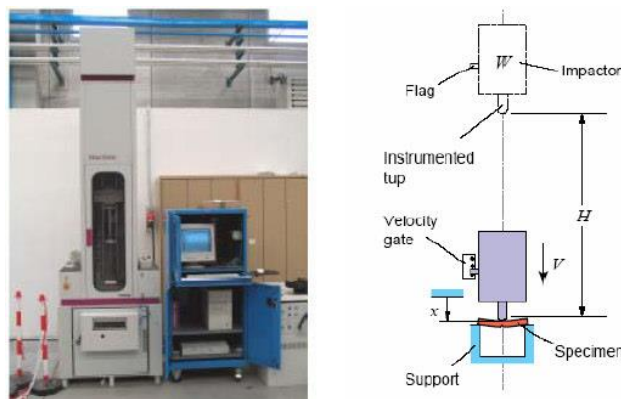 Flag
W
Impactor
Instrumented
tup
H
Velocity
gate
V
x
Specimen
Support